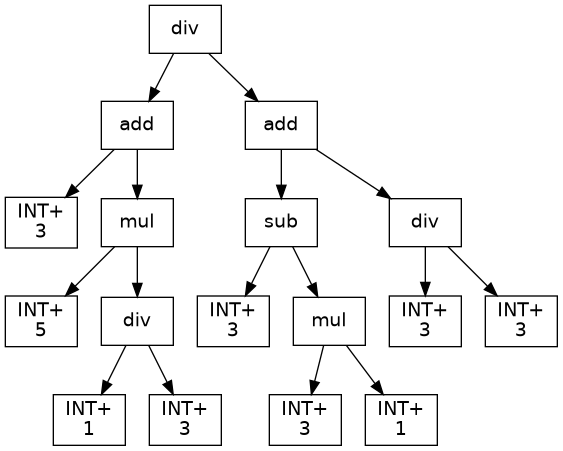 div
add
add
INT+
3
mul
sub
div
INT+
5
div
INT+
3
mul
INT+
3
INT+
3
INT+
1
INT+
3
INT+
3
INT+
1